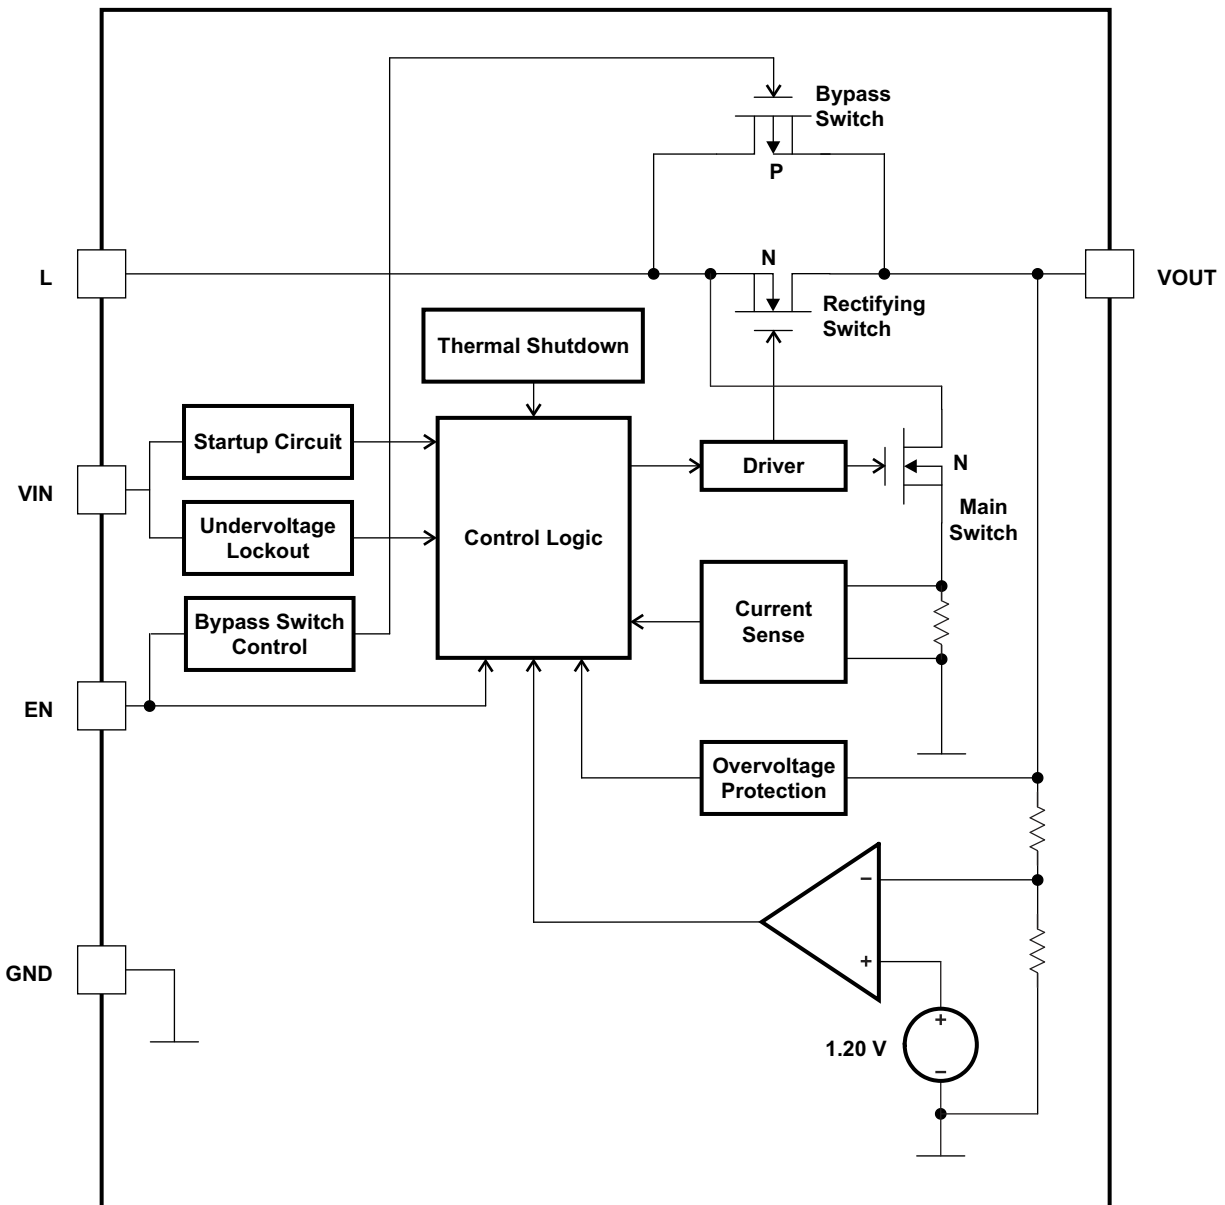 Bypass
Switch
P
L
N
VOUT
Rectifying
Switch
Thermal Shutdown
Startup Circuit
VIN
Driver
N
Main
Switch
Undervoltage
Lockout
Control Logic
Bypass Switch
Control
Current
Sense
EN
Overvoltage
Protection
−
+
GND
+
1.20 V
−